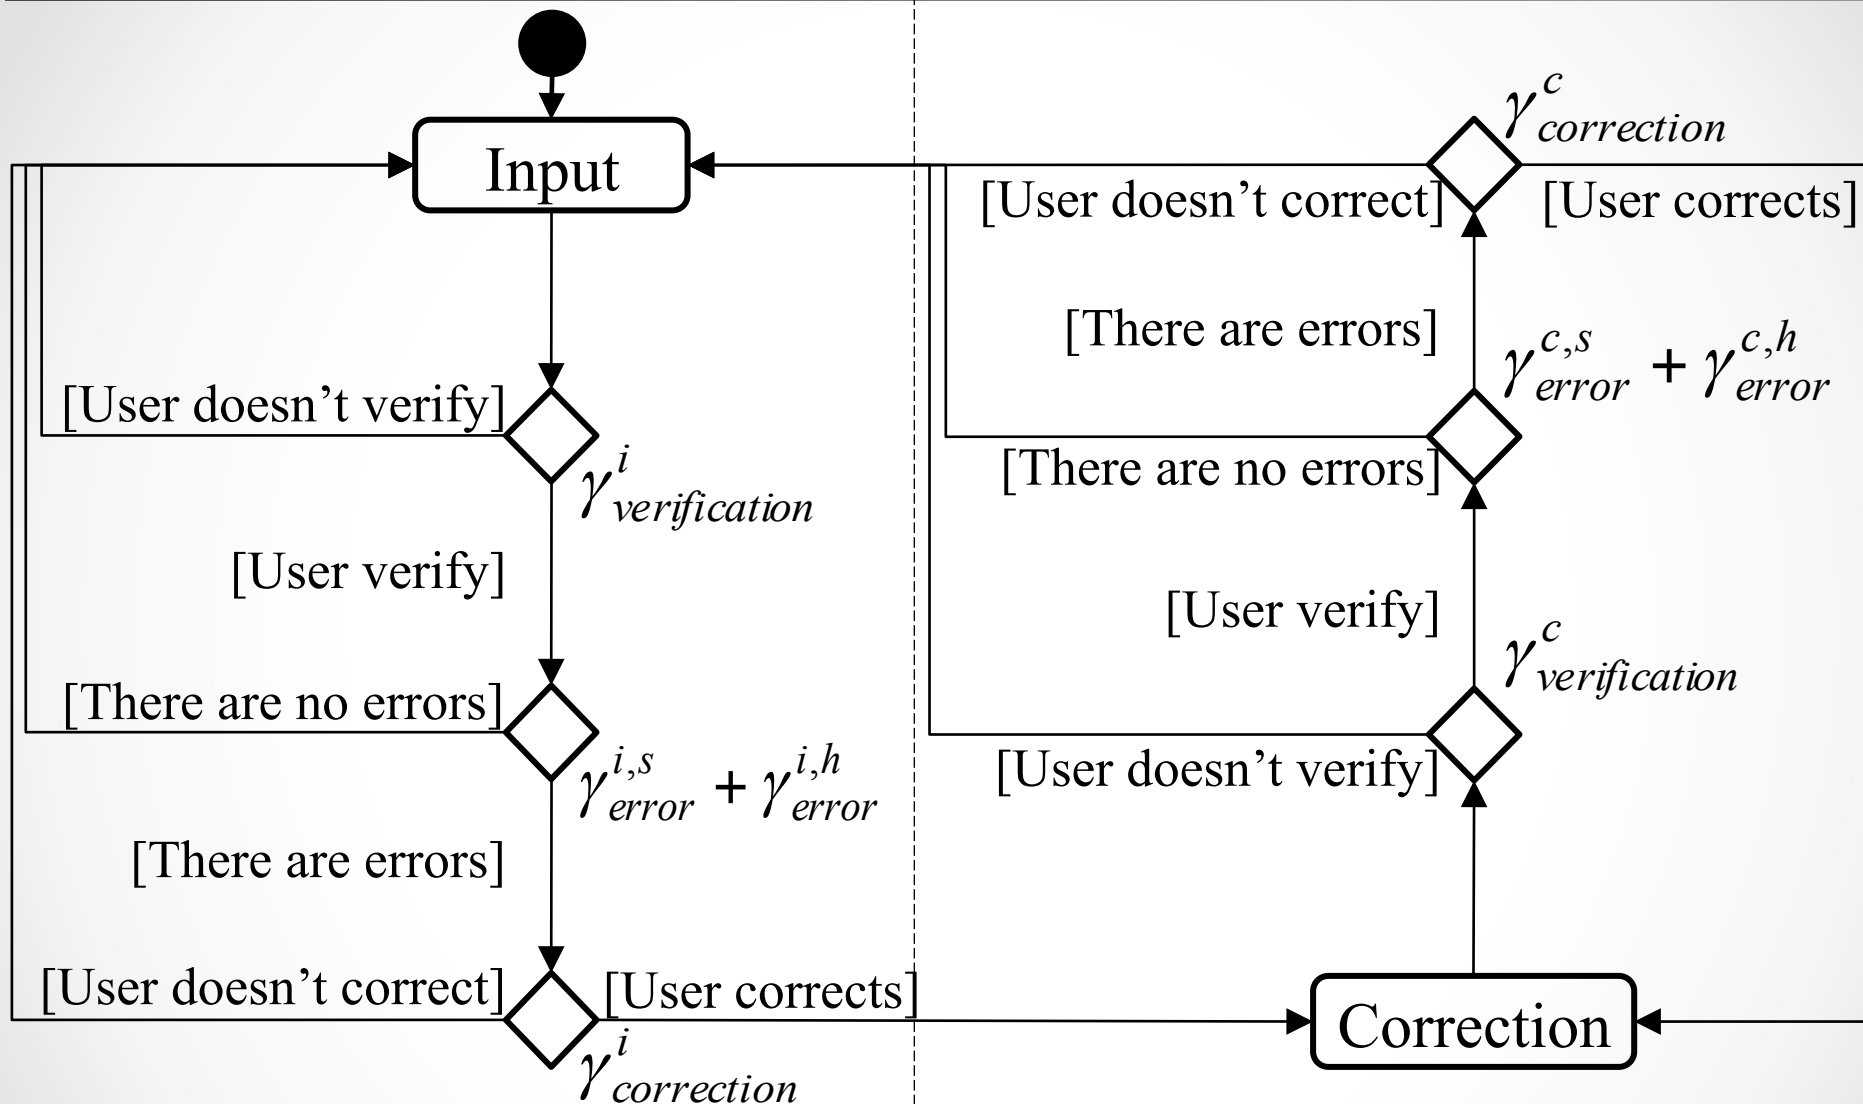 Input
[User doesn’t verify]
γ^i_verification
[User verify]
[There are no errors]
γ^{i,s}_error + γ^{i,h}_error
[There are errors]
[User doesn’t correct]
[User corrects]
γ^i_correction
γ^c_correction
[User doesn’t correct]
[User corrects]
[There are errors]
γ^{c,s}_error + γ^{c,h}_error
[There are no errors]
[User verify]
γ^c_verification
[User doesn’t verify]
Correction